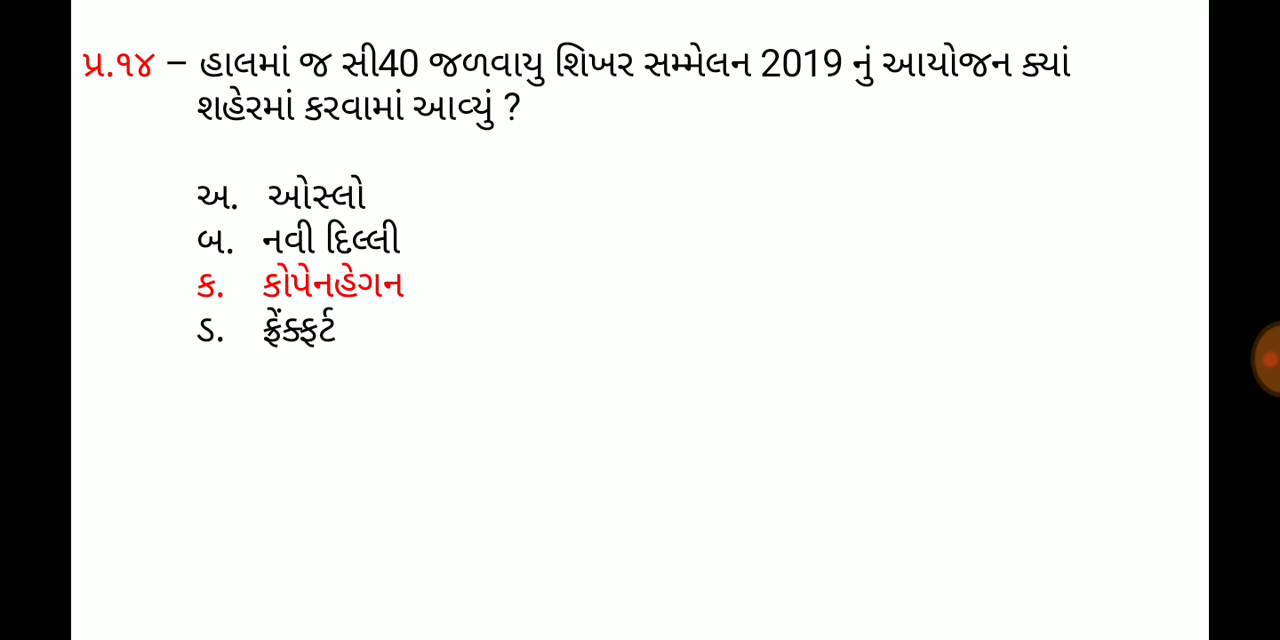 પ્ર.૧૪ – હાલમાં જ સી40 જળવાયુ શિખર સમ્મેલન 2019 નું આયોજન ક્યાં
શહેરમાં કરવામાં આવ્યું ?
અ. ઓસ્લો
બ. નવી દિલ્લી
ક. કોપેનહેગન
ડ. ફ્રેંક્ફર્ટ